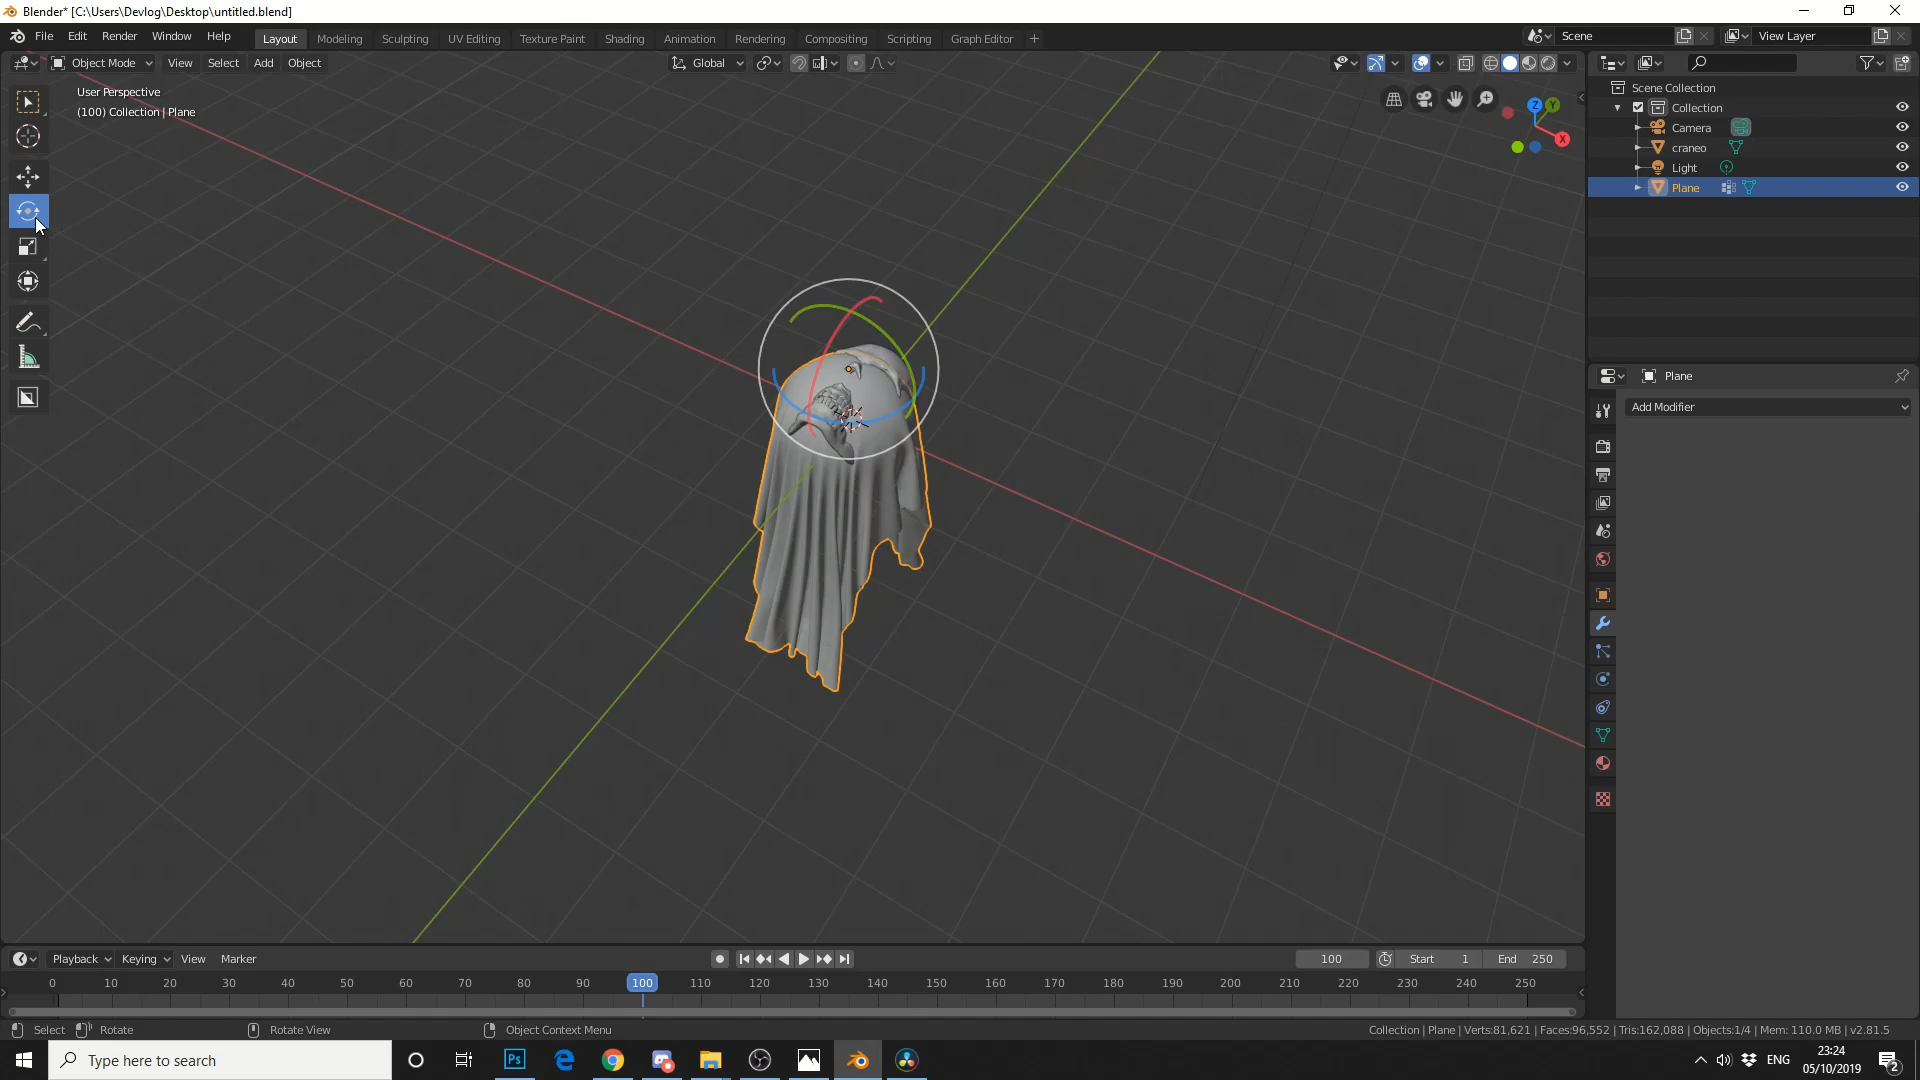 Blender* [C:\Users\Devlog\Desktop\untitled.blend]
File Edit Render Window Help
Layout Modeling Sculpting UV Editing Texture Paint Shading Animation Rendering Compositing Scripting Graph Editor +
Scene
View Layer
Object Mode View Select Add Object
Global
User Perspective
(100) Collection | Plane
Z
Y
X
Scene Collection
Collection
Camera
craneo
Light
Plane
Plane
Add Modifier
Playback Keying View Marker
100
Start 1
End 250
0 10 20 30 40 50 60 70 80 90 100 110 120 130 140 150 160 170 180 190 200 210 220 230 240 250
Select Rotate Rotate View Object Context Menu
Collection | Plane | Verts:81,621 | Faces:96,552 | Tris:162,088 | Objects:1/4 | Mem: 110.0 MB | v2.81.5
Type here to search
Ps
ENG
23:24
05/10/2019
2